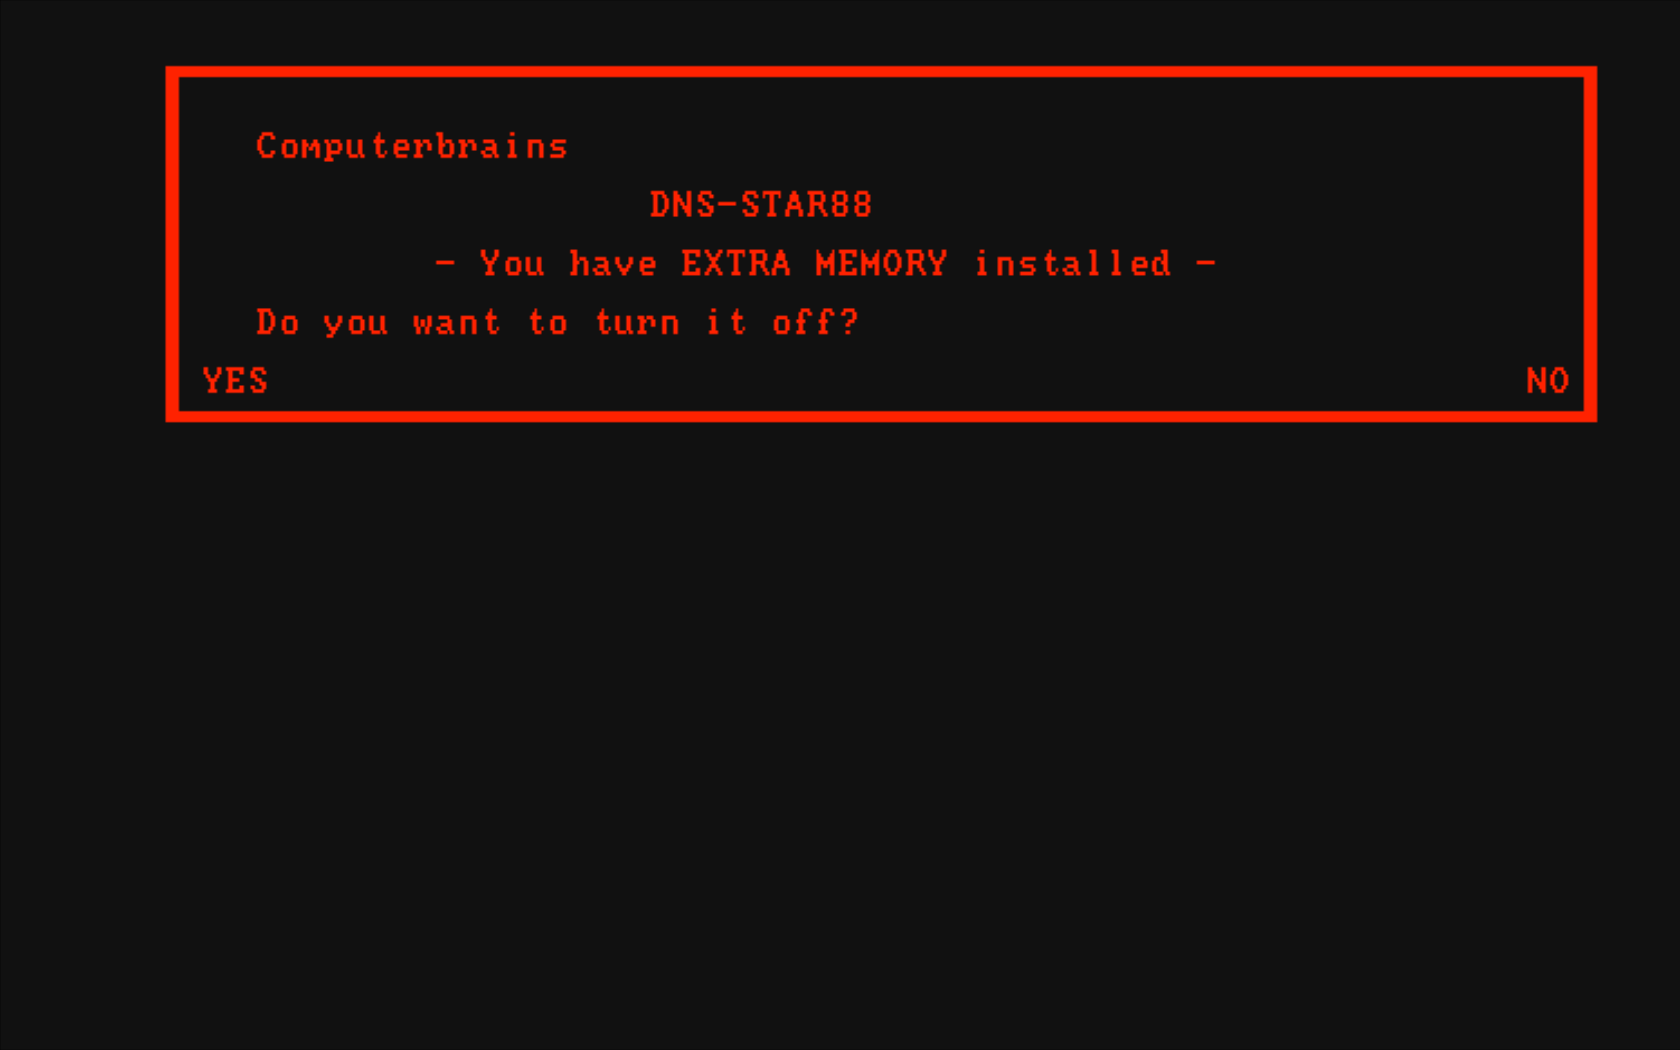 Computerbrains
DNS-STAR88
- You have EXTRA MEMORY installed -
Do you want to turn it off?
YES NO